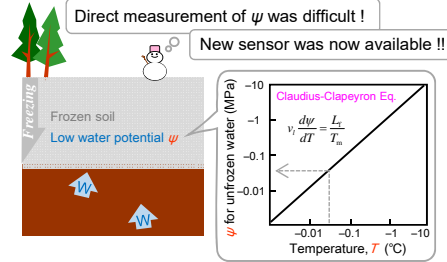 Direct measurement of ψ was difficult !
New sensor was now available !!
Freezing
Frozen soil
Low water potential ψ
W
W
ψ for unfrozen water (MPa)
−10
−1
−0.1
−0.01
Claudius-Clapeyron Eq.
v_l dψ/dT = L_f/T_m
−0.01 −0.1 −1 −10
Temperature, T (°C)